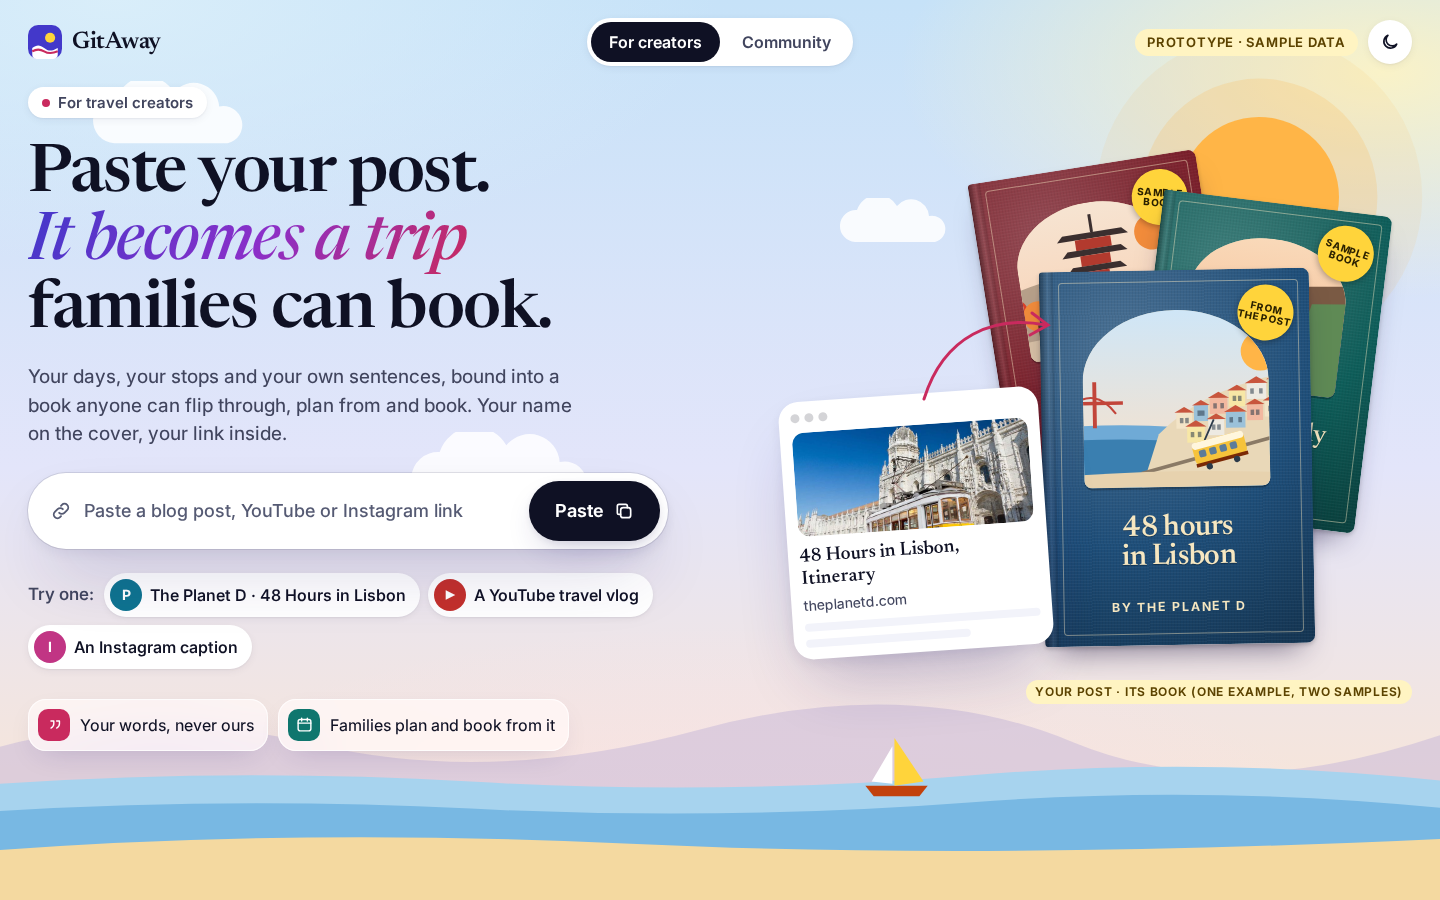 GitAway
For creators
Community
PROTOTYPE · SAMPLE DATA
For travel creators
Paste your post.
It becomes a trip
families can book.
Your days, your stops and your own sentences, bound into a
book anyone can flip through, plan from and book. Your name
on the cover, your link inside.
Paste a blog post, YouTube or Instagram link
Paste
Try one:
P
The Planet D · 48 Hours in Lisbon
A YouTube travel vlog
I
An Instagram caption
Your words, never ours
Families plan and book from it
SAMPLE
BOOK
FROM
THE POST
48 hours
in Lisbon
BY THE PLANET D
48 Hours in Lisbon,
Itinerary
theplanetd.com
YOUR POST · ITS BOOK (ONE EXAMPLE, TWO SAMPLES)